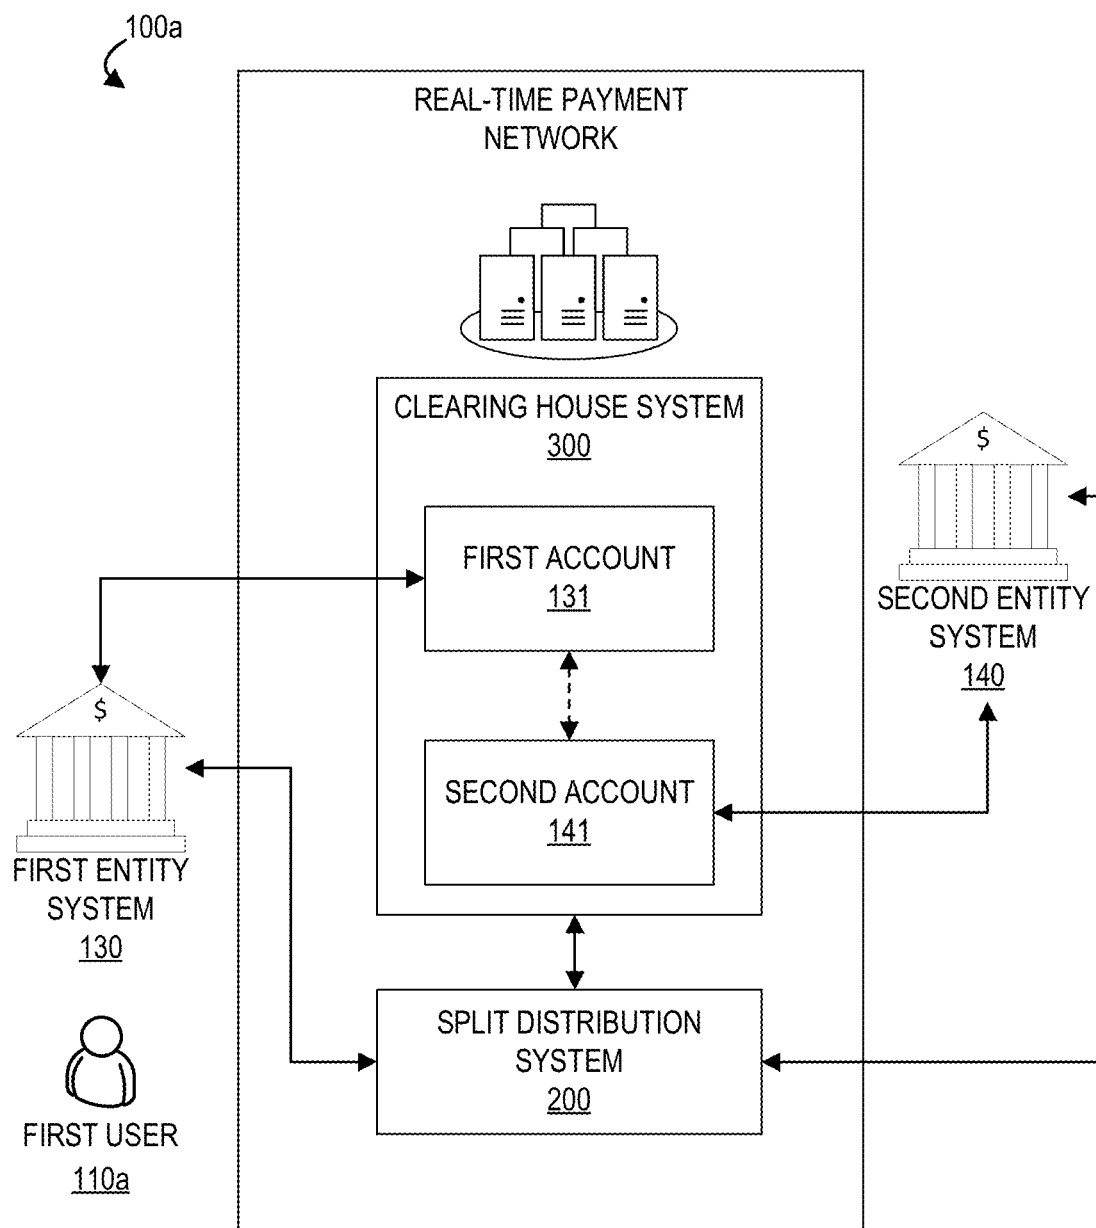 100a
REAL-TIME PAYMENT
NETWORK
CLEARING HOUSE SYSTEM
300
FIRST ACCOUNT
131
SECOND ACCOUNT
141
$
SECOND ENTITY
SYSTEM
140
$
FIRST ENTITY
SYSTEM
130
SPLIT DISTRIBUTION
SYSTEM
200
FIRST USER
110a